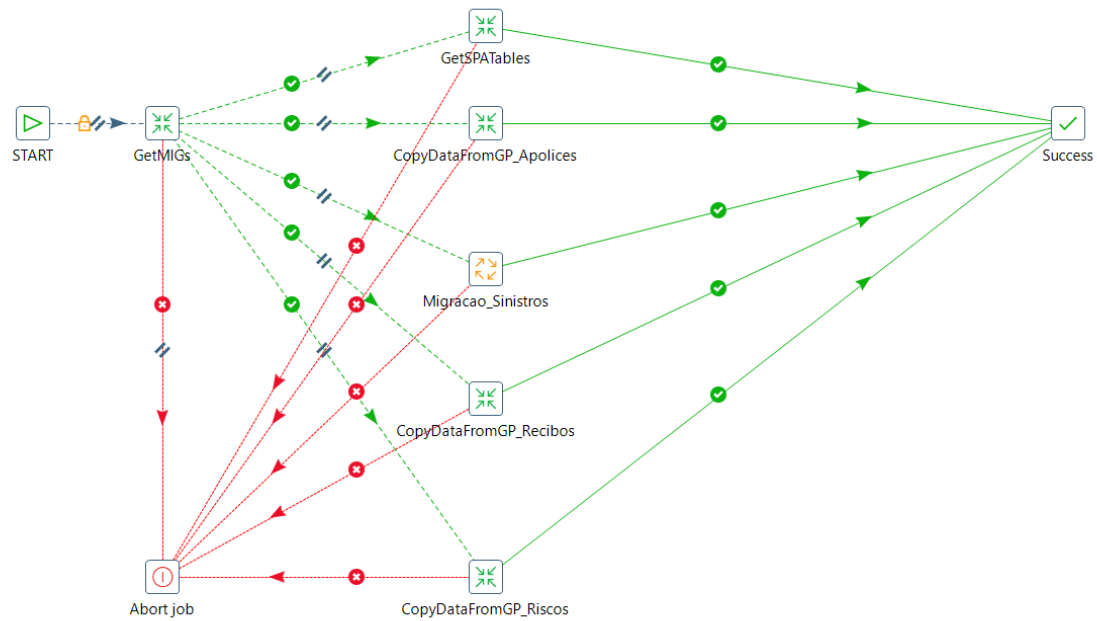 GetSPATables
START
GetMIGs
CopyDataFromGP_Apolices
Success
Migracao_Sinistros
CopyDataFromGP_Recibos
Abort job
CopyDataFromGP_Riscos